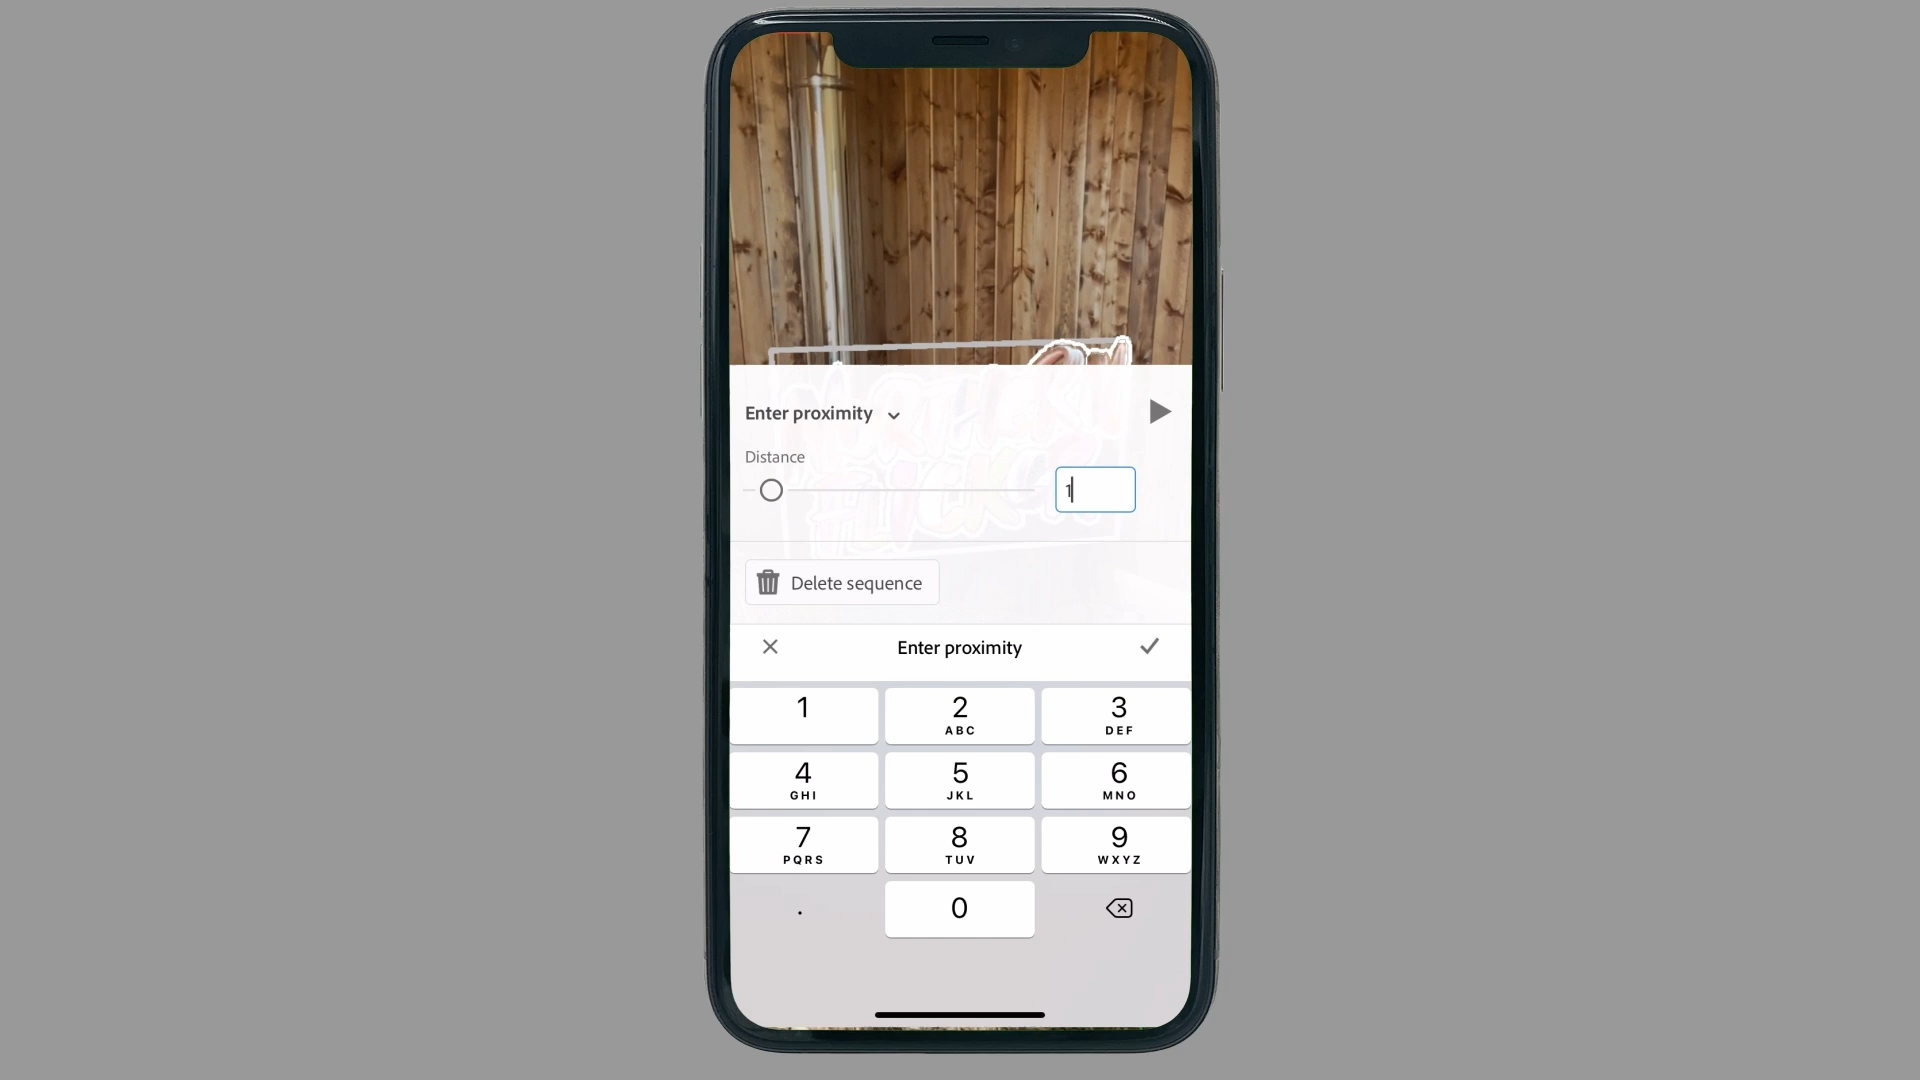 Enter proximity
Distance
1
Delete sequence
Enter proximity
1
2
ABC
3
DEF
4
GHI
5
JKL
6
MNO
7
PQRS
8
TUV
9
WXYZ
.
0